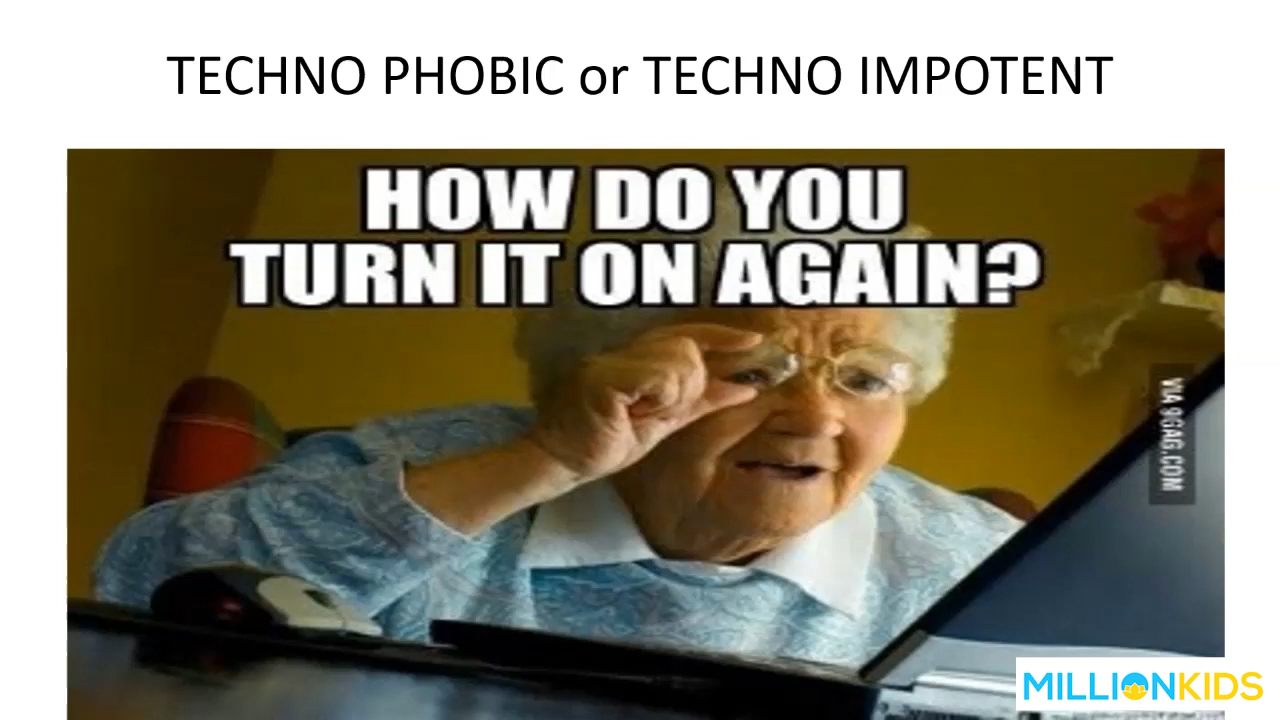 TECHNO PHOBIC or TECHNO IMPOTENT
HOW DO YOU
TURN IT ON AGAIN?
VIA 9GAG.COM
MILLIONKIDS